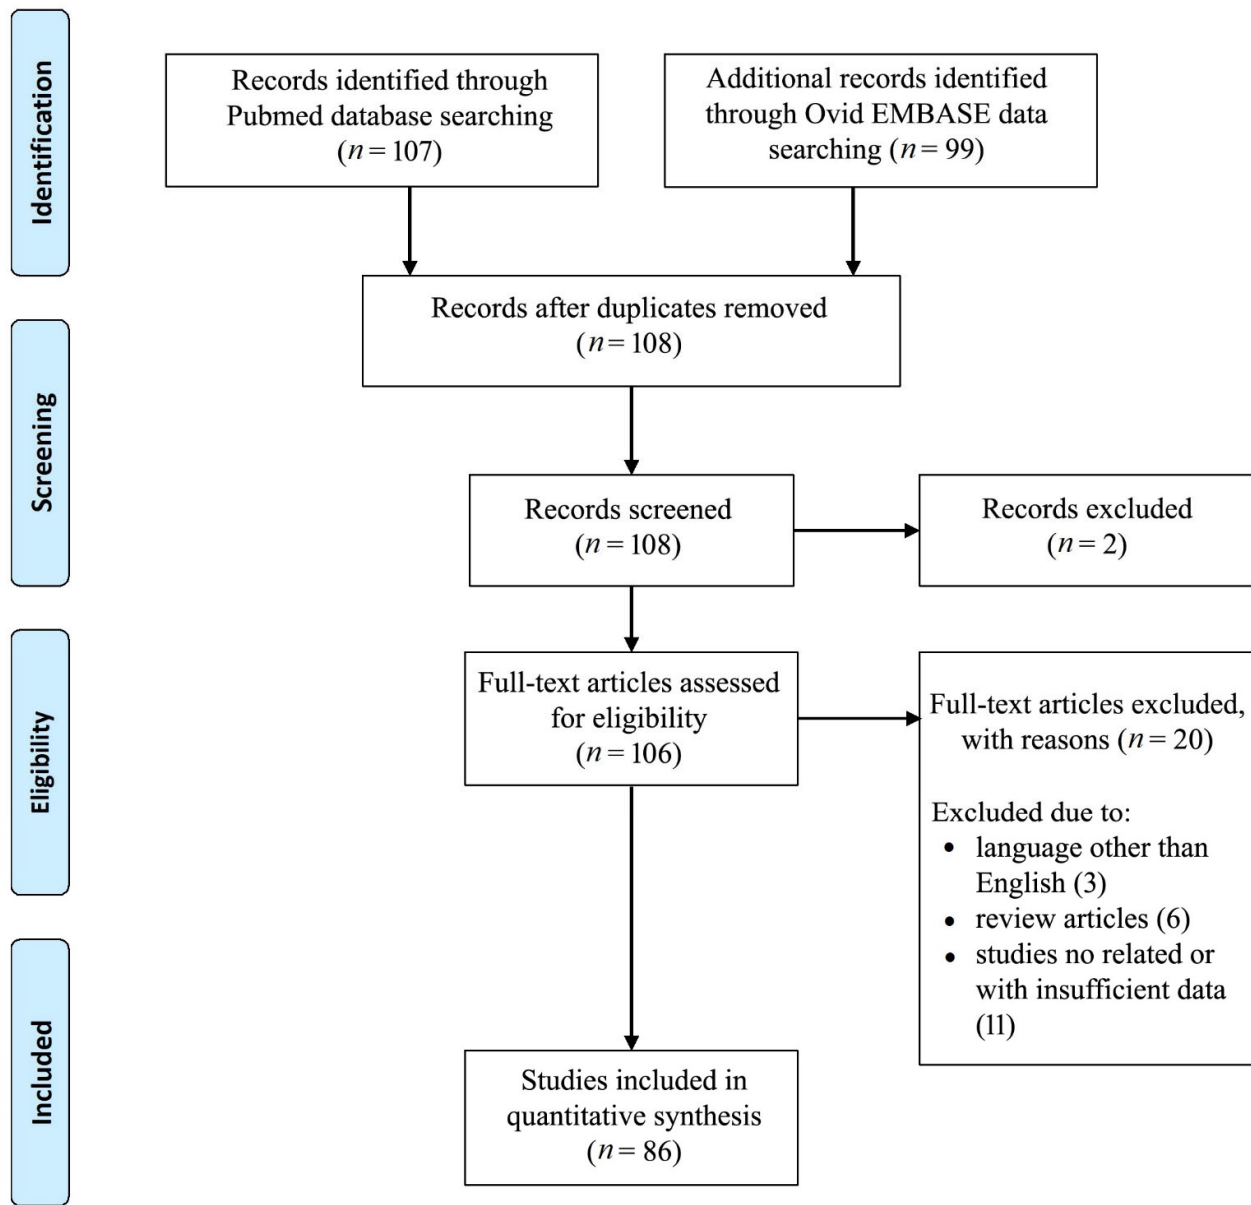 Identification
Records identified through
Pubmed database searching
(n = 107)
Additional records identified
through Ovid EMBASE data
searching (n = 99)
Records after duplicates removed
(n = 108)
Screening
Records screened
(n = 108)
Records excluded
(n = 2)
Eligibility
Full-text articles assessed
for eligibility
(n = 106)
Full-text articles excluded,
with reasons (n = 20)
Excluded due to:
• language other than
English (3)
• review articles (6)
• studies no related or
with insufficient data
(11)
Included
Studies included in
quantitative synthesis
(n = 86)